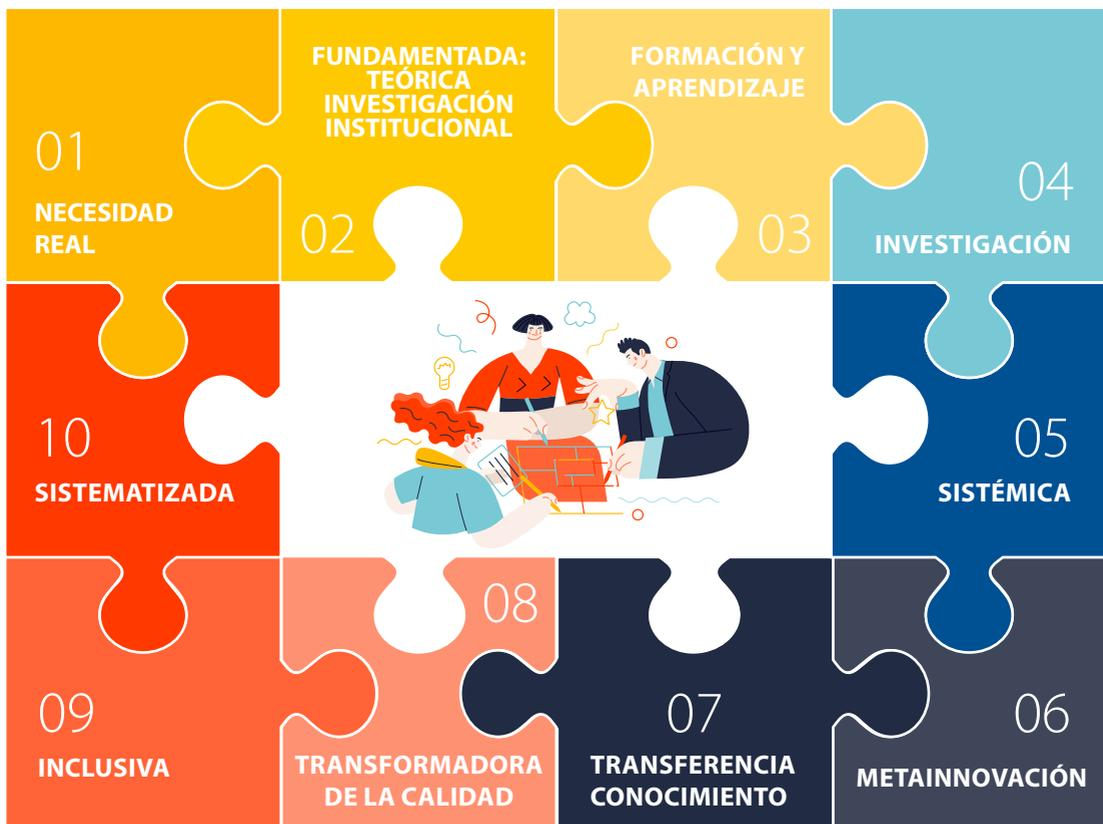 01
NECESIDAD
REAL
FUNDAMENTADA:
TEÓRICA
INVESTIGACIÓN
INSTITUCIONAL
02
FORMACIÓN Y
APRENDIZAJE
03
04
INVESTIGACIÓN
05
SISTÉMICA
06
METAINNOVACIÓN
07
TRANSFERENCIA
CONOCIMIENTO
08
TRANSFORMADORA
DE LA CALIDAD
09
INCLUSIVA
10
SISTEMATIZADA